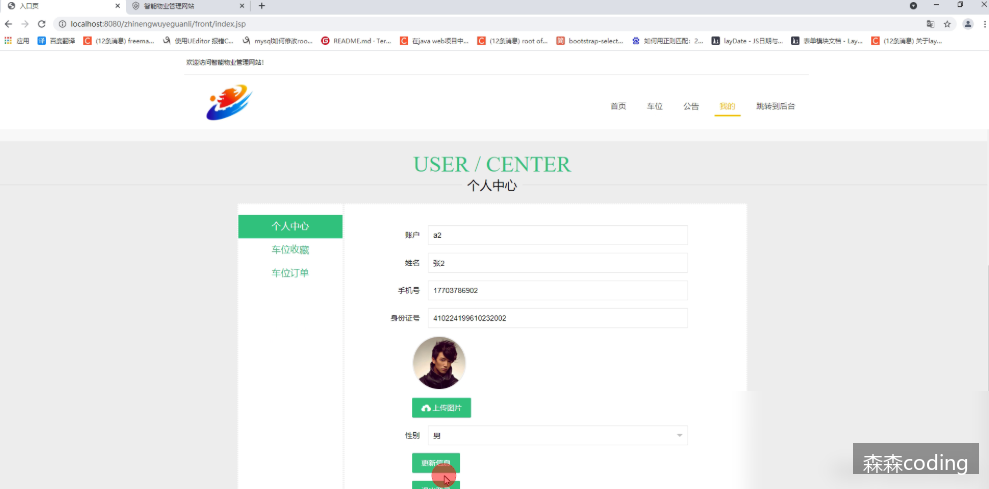 入口页
智能物业管理网站
localhost:8080/zhinengwuyeguanli/front/index.jsp
应用 百度翻译 (12条消息) freema... 使用UEditor 报错C... mysql如何修改roo... README.md · Ter... 在java web项目中... (12条消息) root of... bootstrap-select... 如何用正则匹配：2... layDate - JS日期与... 表单模块文档 - Lay... (12条消息) 关于lay...
欢迎访问智能物业管理网站!
首页 车位 公告 我的 跳转到后台
USER / CENTER
个人中心
个人中心
车位收藏
车位订单
账户 a2
姓名 张2
手机号 17703786902
身份证号 410224199610232002
上传图片
性别 男
更新信息
森森coding